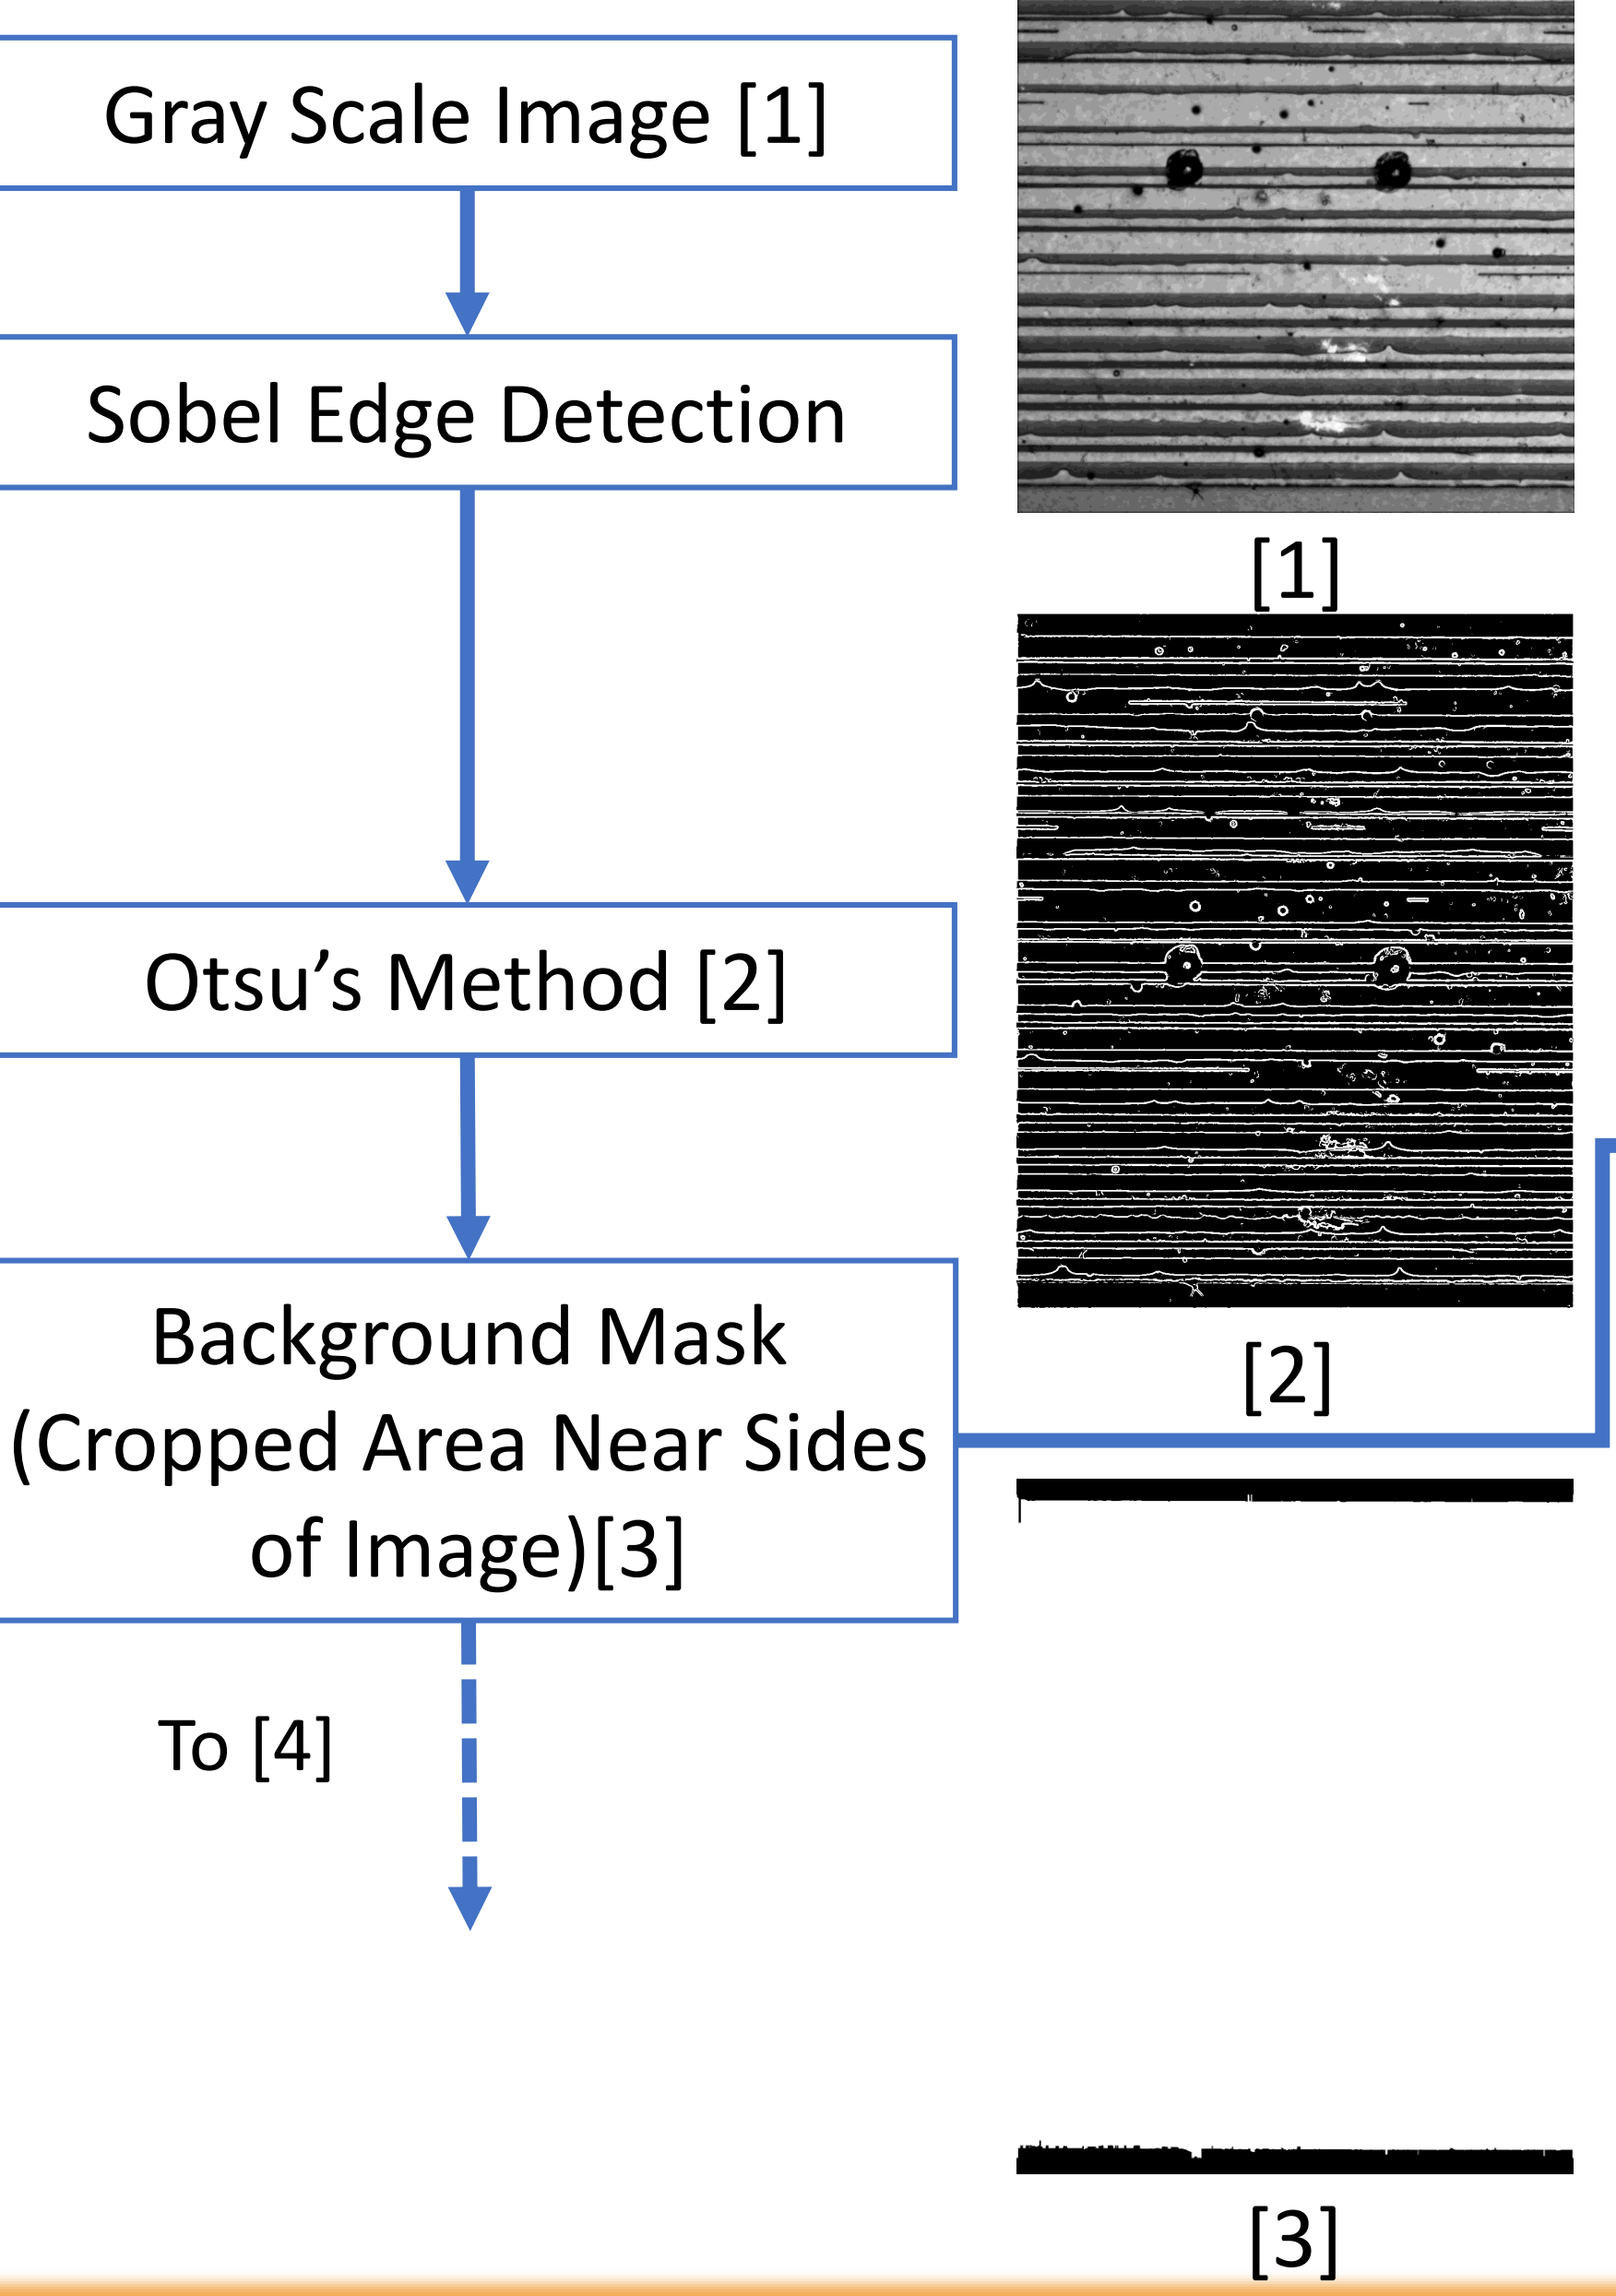 Gray Scale Image [1]
Sobel Edge Detection
[1]
Otsu’s Method [2]
Background Mask
(Cropped Area Near Sides
of Image)[3]
[2]
To [4]
[3]